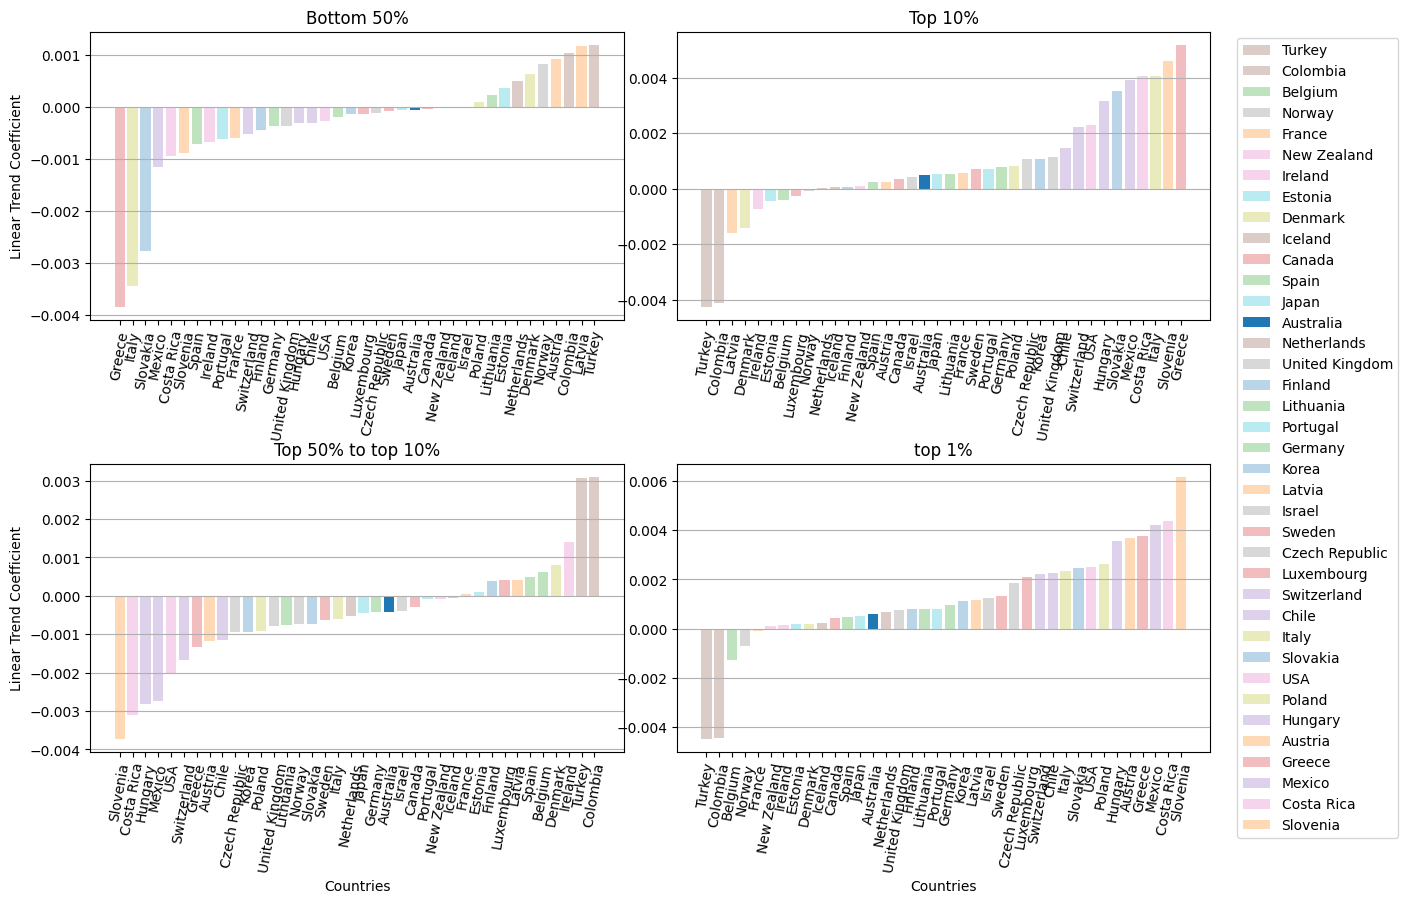 Bottom 50%
Linear Trend Coefficient
0.001
0.000
−0.001
−0.002
−0.003
−0.004
Greece
Italy
Slovakia
Mexico
Costa Rica
Slovenia
Spain
Ireland
Portugal
France
Switzerland
Finland
Germany
United Kingdom
Hungary
Chile
USA
Belgium
Korea
Luxembourg
Czech Republic
Sweden
Japan
Australia
Canada
New Zealand
Iceland
Israel
Poland
Lithuania
Estonia
Netherlands
Denmark
Norway
Austria
Colombia
Latvia
Turkey
Top 10%
0.004
0.002
0.000
−0.002
−0.004
Turkey
Colombia
Latvia
Denmark
Ireland
Estonia
Belgium
Luxembourg
Norway
Netherlands
Iceland
Finland
New Zealand
Spain
Austria
Canada
Israel
Australia
Japan
Lithuania
France
Sweden
Portugal
Germany
Poland
Czech Republic
Korea
United Kingdom
Chile
Switzerland
USA
Hungary
Slovakia
Mexico
Costa Rica
Italy
Slovenia
Greece
Top 50% to top 10%
Linear Trend Coefficient
0.003
0.002
0.001
0.000
−0.001
−0.002
−0.003
−0.004
Slovenia
Costa Rica
Hungary
Mexico
USA
Switzerland
Greece
Austria
Chile
Czech Republic
Korea
Poland
United Kingdom
Lithuania
Norway
Slovakia
Sweden
Italy
Netherlands
Japan
Germany
Australia
Israel
Canada
Portugal
New Zealand
Iceland
France
Estonia
Finland
Luxembourg
Latvia
Spain
Belgium
Denmark
Ireland
Turkey
Colombia
Countries
top 1%
0.006
0.004
0.002
0.000
−0.002
−0.004
Turkey
Colombia
Belgium
Norway
France
New Zealand
Ireland
Estonia
Denmark
Iceland
Canada
Spain
Japan
Australia
Netherlands
United Kingdom
Finland
Lithuania
Portugal
Germany
Korea
Latvia
Israel
Sweden
Czech Republic
Luxembourg
Switzerland
Chile
Italy
Slovakia
USA
Poland
Hungary
Austria
Greece
Mexico
Costa Rica
Slovenia
Countries
Turkey
Colombia
Belgium
Norway
France
New Zealand
Ireland
Estonia
Denmark
Iceland
Canada
Spain
Japan
Australia
Netherlands
United Kingdom
Finland
Lithuania
Portugal
Germany
Korea
Latvia
Israel
Sweden
Czech Republic
Luxembourg
Switzerland
Chile
Italy
Slovakia
USA
Poland
Hungary
Austria
Greece
Mexico
Costa Rica
Slovenia